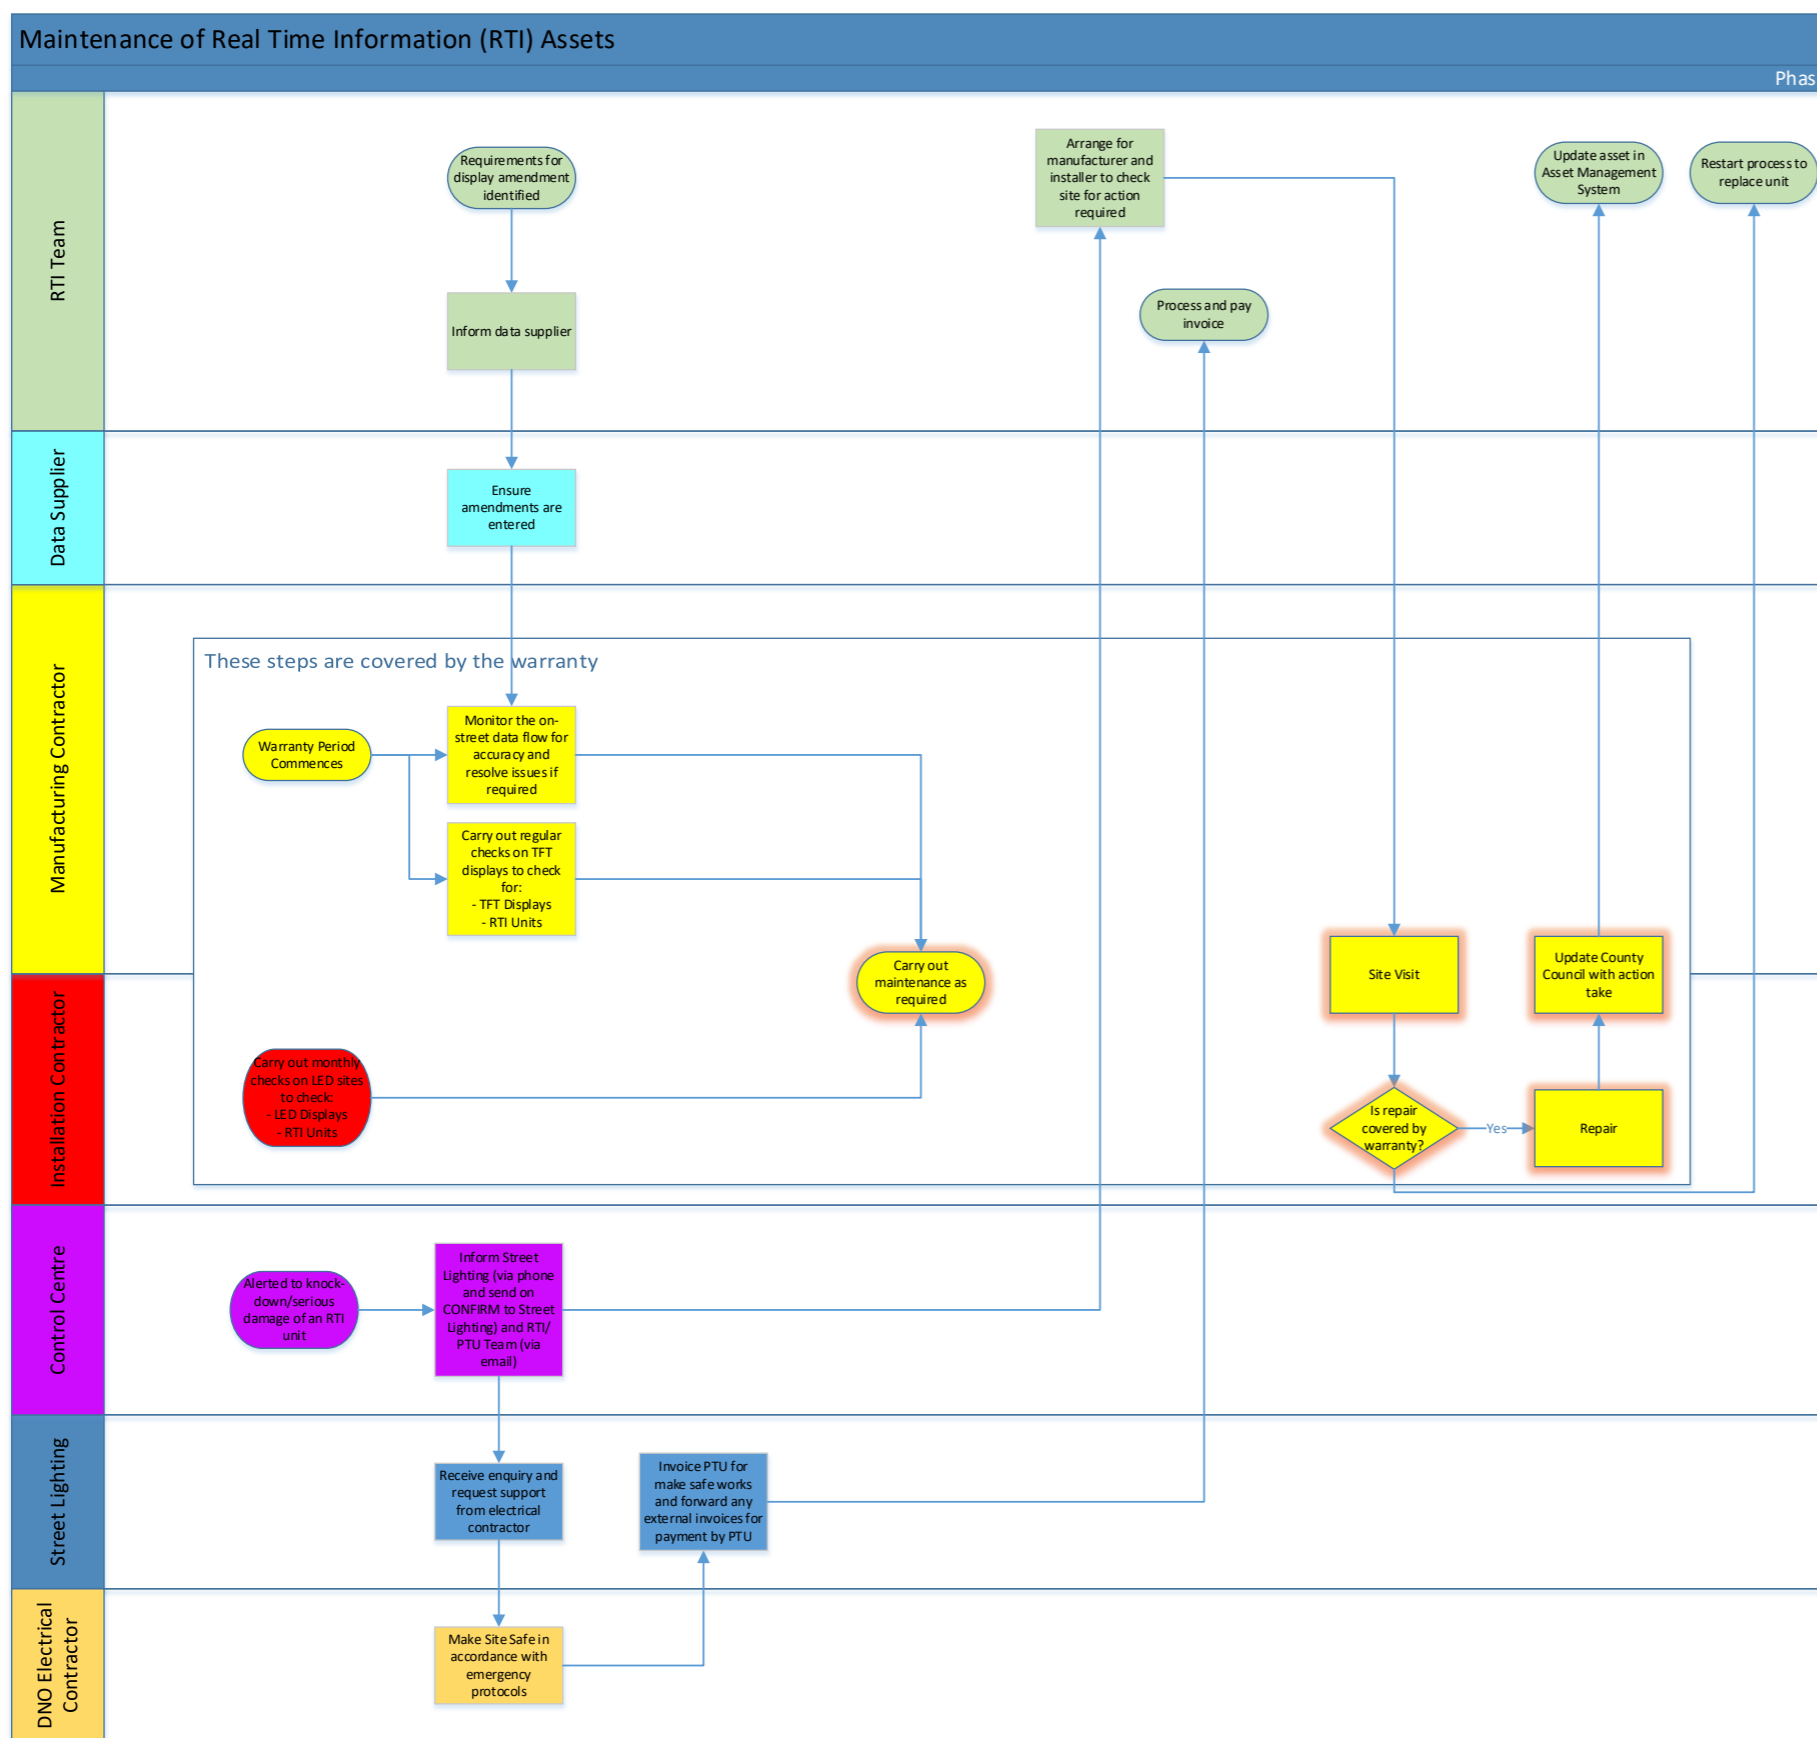 Maintenance of Real Time Information (RTI) Assets
Phas
RTI Team
Requirements for
display amendment
identified
Inform data supplier
Arrange for
manufacturer and
installer to check
site for action
required
Process and pay
invoice
Update asset in
Asset Management
System
Restart process to
replace unit
Data Supplier
Ensure
amendments are
entered
Manufacturing Contractor
These steps are covered by the warranty
Warranty Period
Commences
Monitor the on-
street data flow for
accuracy and
resolve issues if
required
Carry out regular
checks on TFT
displays to check
for:
- TFT Displays
- RTI Units
Carry out
maintenance as
required
Site Visit
Update County
Council with action
take
Installation Contractor
Carry out monthly
checks on LED sites
to check:
- LED Displays
- RTI Units
Is repair
covered by
warranty?
Yes
Repair
Control Centre
Alerted to knock-
down/serious
damage of an RTI
unit
Inform Street
Lighting (via phone
and send on
CONFIRM to Street
Lighting) and RTI/
PTU Team (via
email)
Street Lighting
Receive enquiry and
request support
from electrical
contractor
Invoice PTU for
make safe works
and forward any
external invoices for
payment by PTU
DNO Electrical
Contractor
Make Site Safe in
accordance with
emergency
protocols